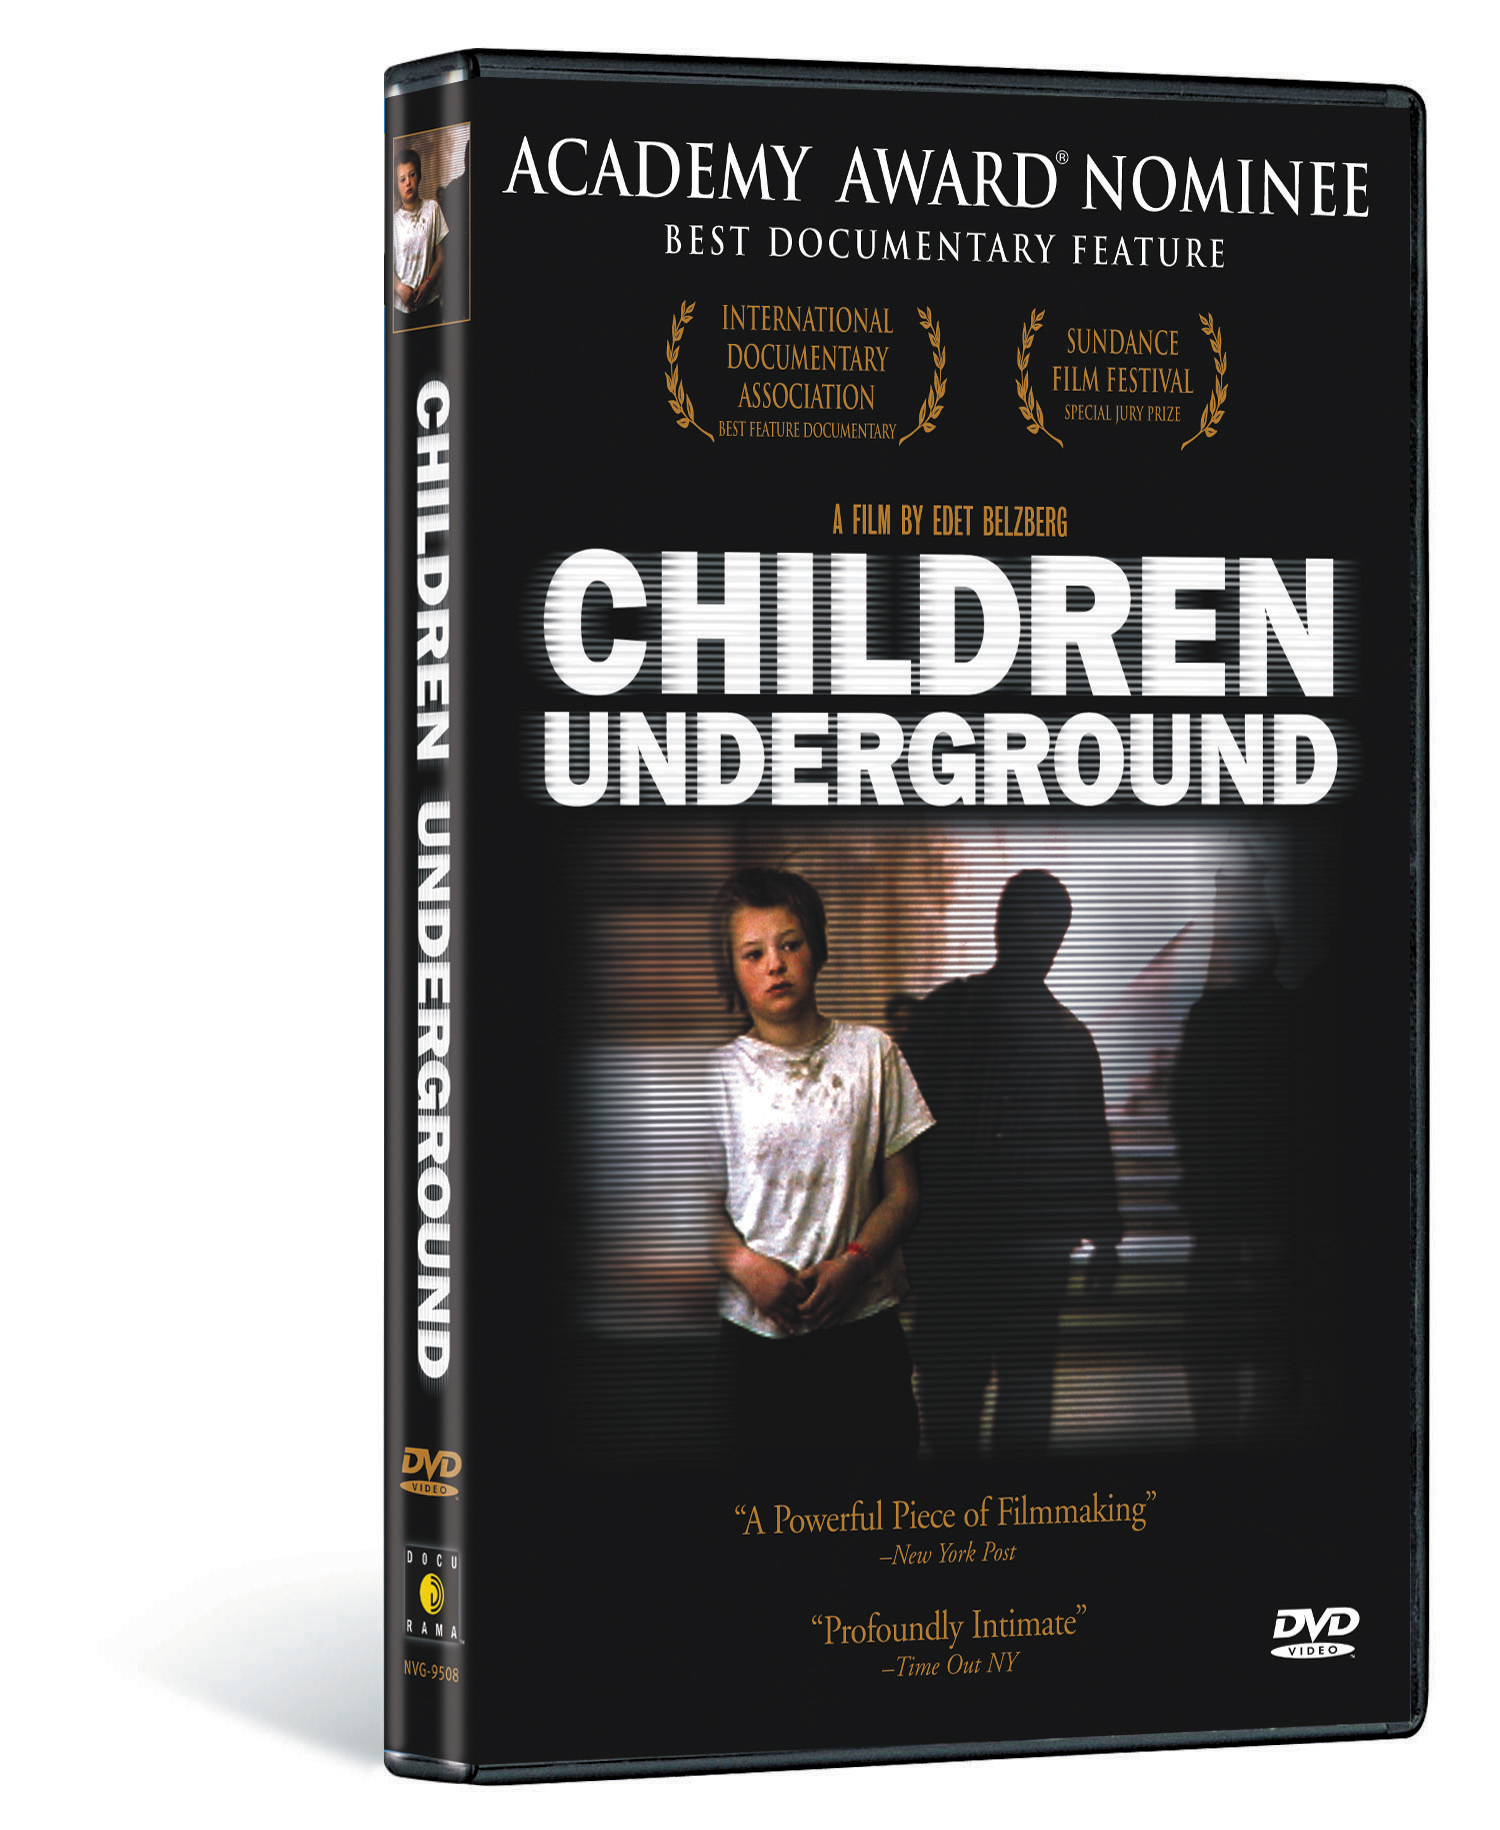 ACADEMY AWARD® NOMINEE
BEST DOCUMENTARY FEATURE
INTERNATIONAL
DOCUMENTARY
ASSOCIATION
BEST FEATURE DOCUMENTARY
SUNDANCE
FILM FESTIVAL
SPECIAL JURY PRIZE
A FILM BY EDET BELZBERG
CHILDREN
UNDERGROUND
“A Powerful Piece of Filmmaking”
–New York Post
“Profoundly Intimate”
–Time Out NY
DVD
VIDEO
CHILDREN UNDERGROUND
DVD
VIDEO
DOCU
RAMA™
NVG-9508